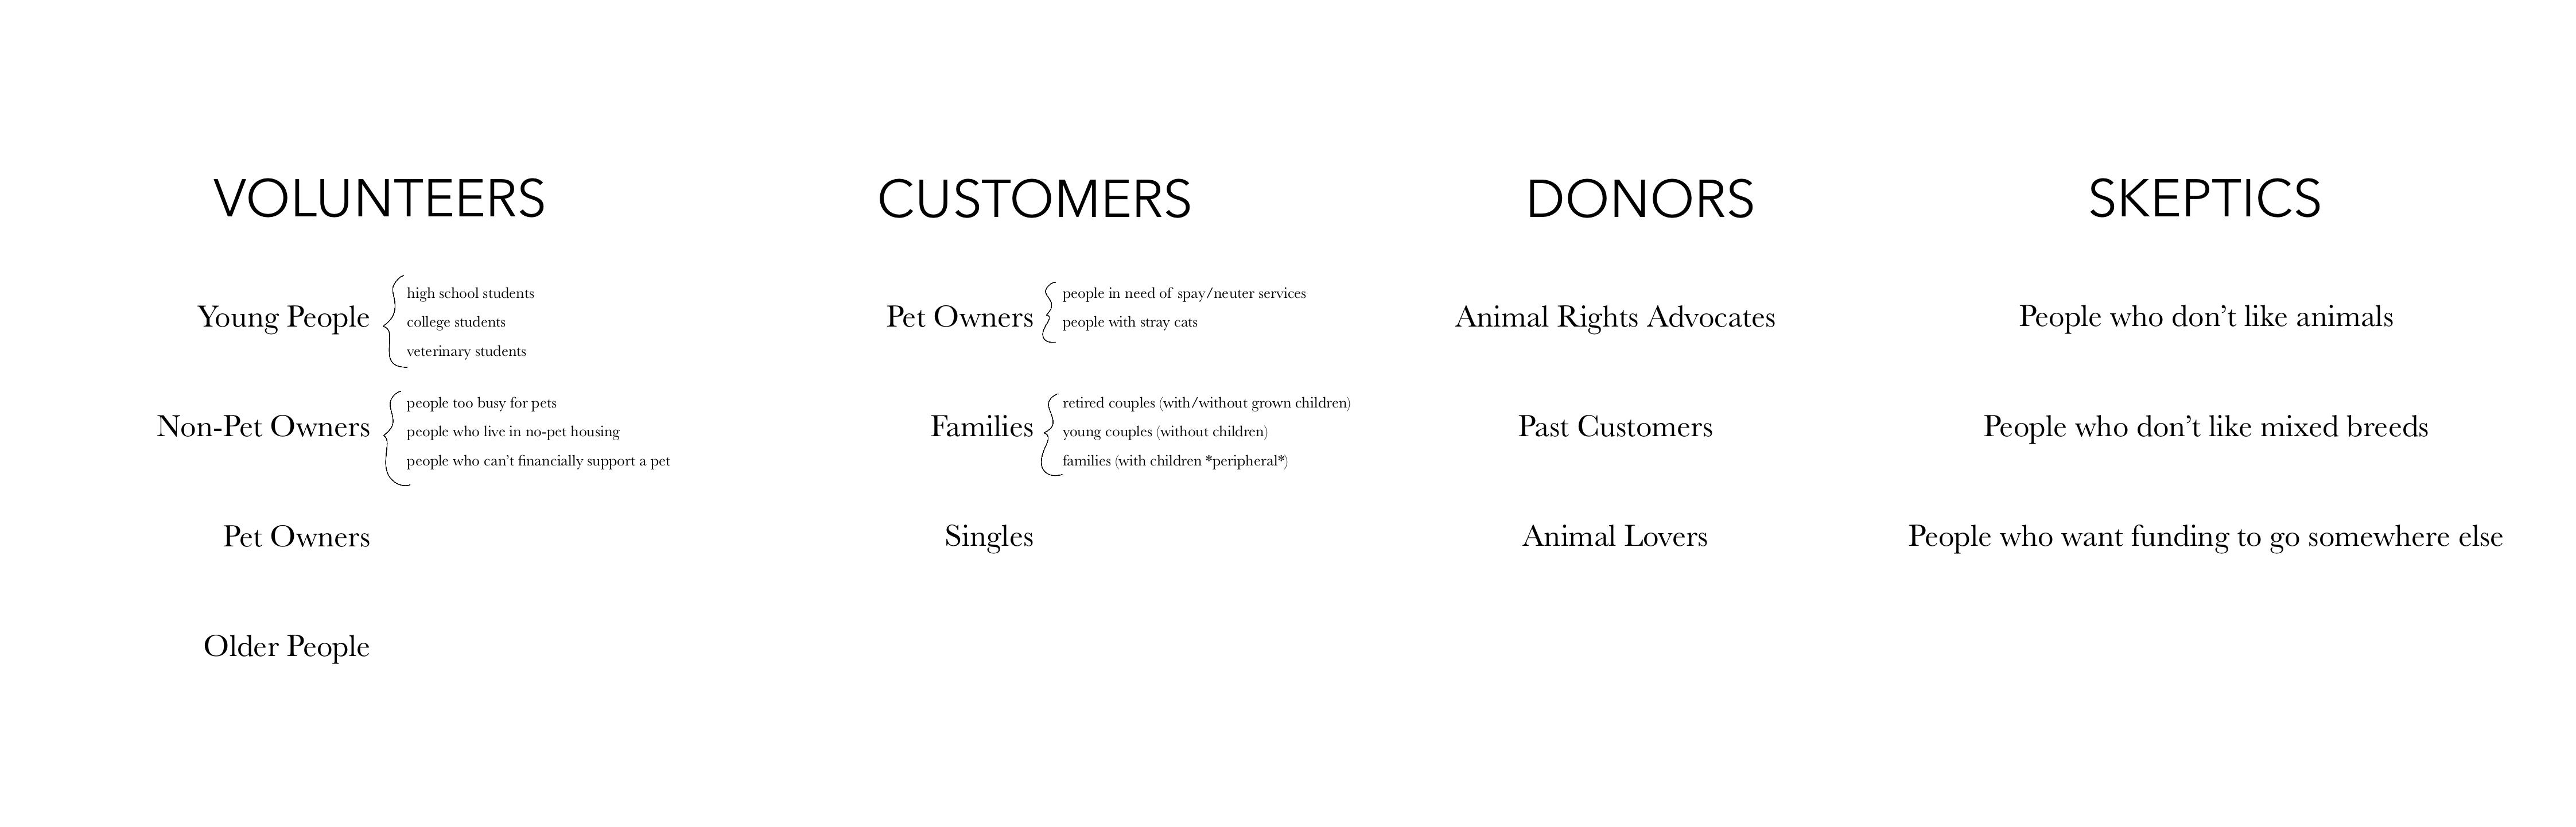 VOLUNTEERS
Young People
high school students
college students
veterinary students
Non-Pet Owners
people too busy for pets
people who live in no-pet housing
people who can’t financially support a pet
Pet Owners
Older People
CUSTOMERS
Pet Owners
people in need of spay/neuter services
people with stray cats
Families
retired couples (with/without grown children)
young couples (without children)
families (with children *peripheral*)
Singles
DONORS
Animal Rights Advocates
Past Customers
Animal Lovers
SKEPTICS
People who don’t like animals
People who don’t like mixed breeds
People who want funding to go somewhere else